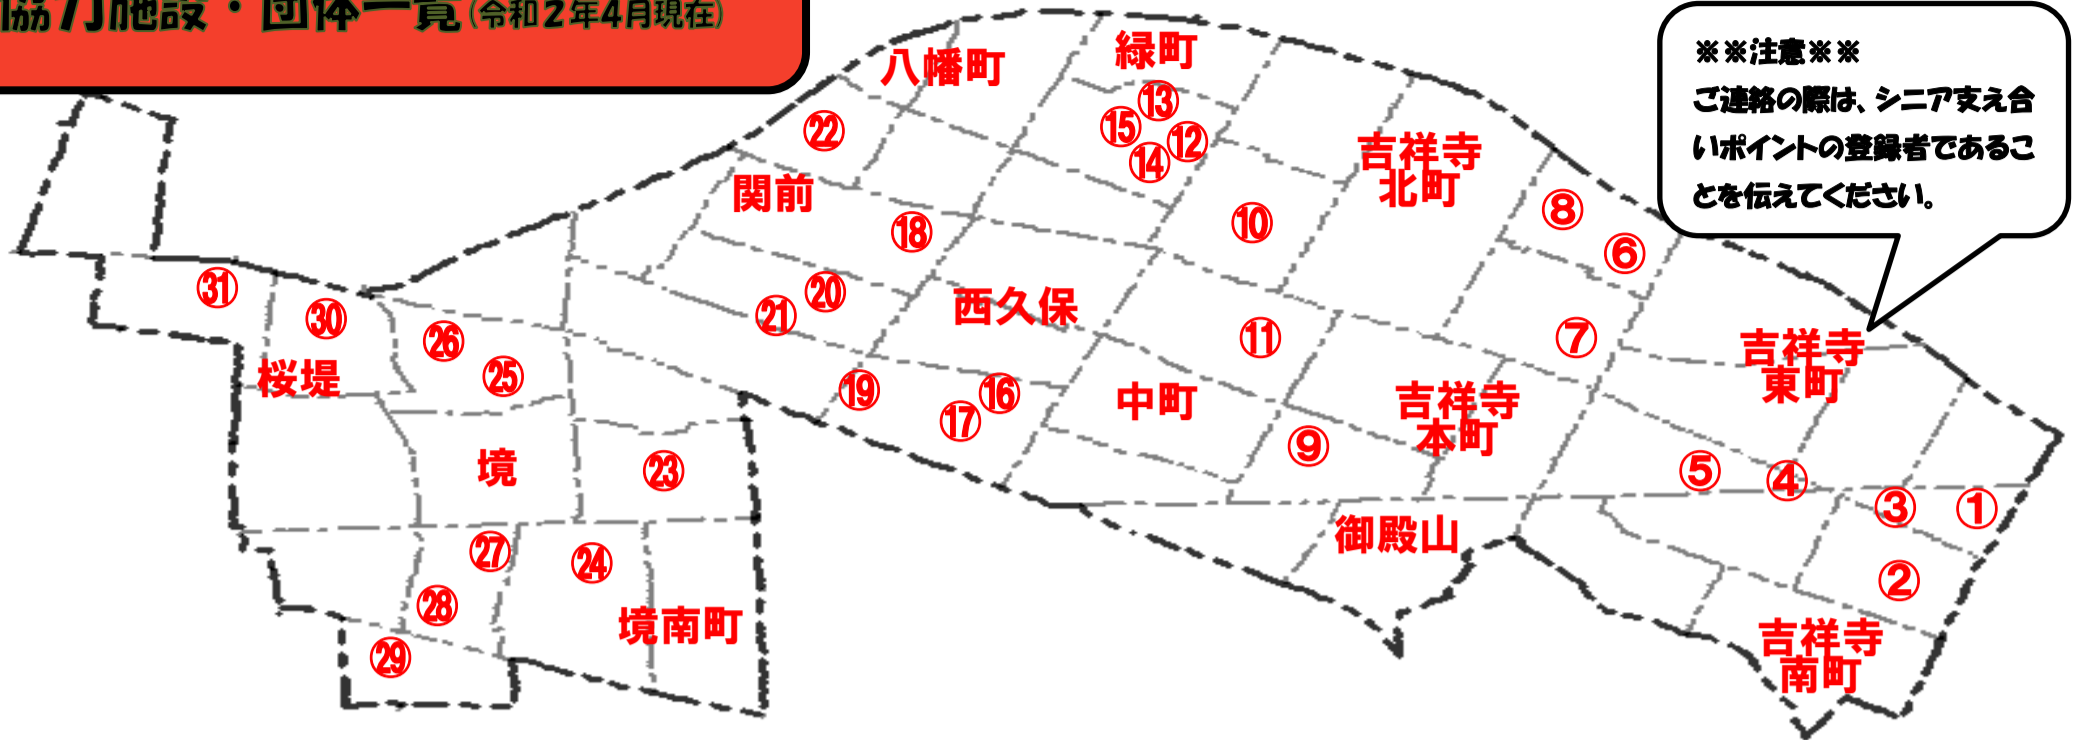 協力施設・団体一覧(令和2年4月現在)
※※注意※※
ご連絡の際は、シニア支え合
いポイントの登録者であるこ
とを伝えてください。
八幡町
緑町
⑬
⑮
⑫
⑭
㉒
関前
吉祥寺
北町
⑱
⑩
⑧
⑥
㉛
㉚
⑳
㉑
西久保
⑪
⑦
㉖
㉕
桜堤
吉祥寺
東町
⑲
⑯
⑰
中町
吉祥寺
本町
⑨
境
㉓
⑤
④
③
①
御殿山
㉗
㉔
②
㉘
境南町
㉙
吉祥寺
南町